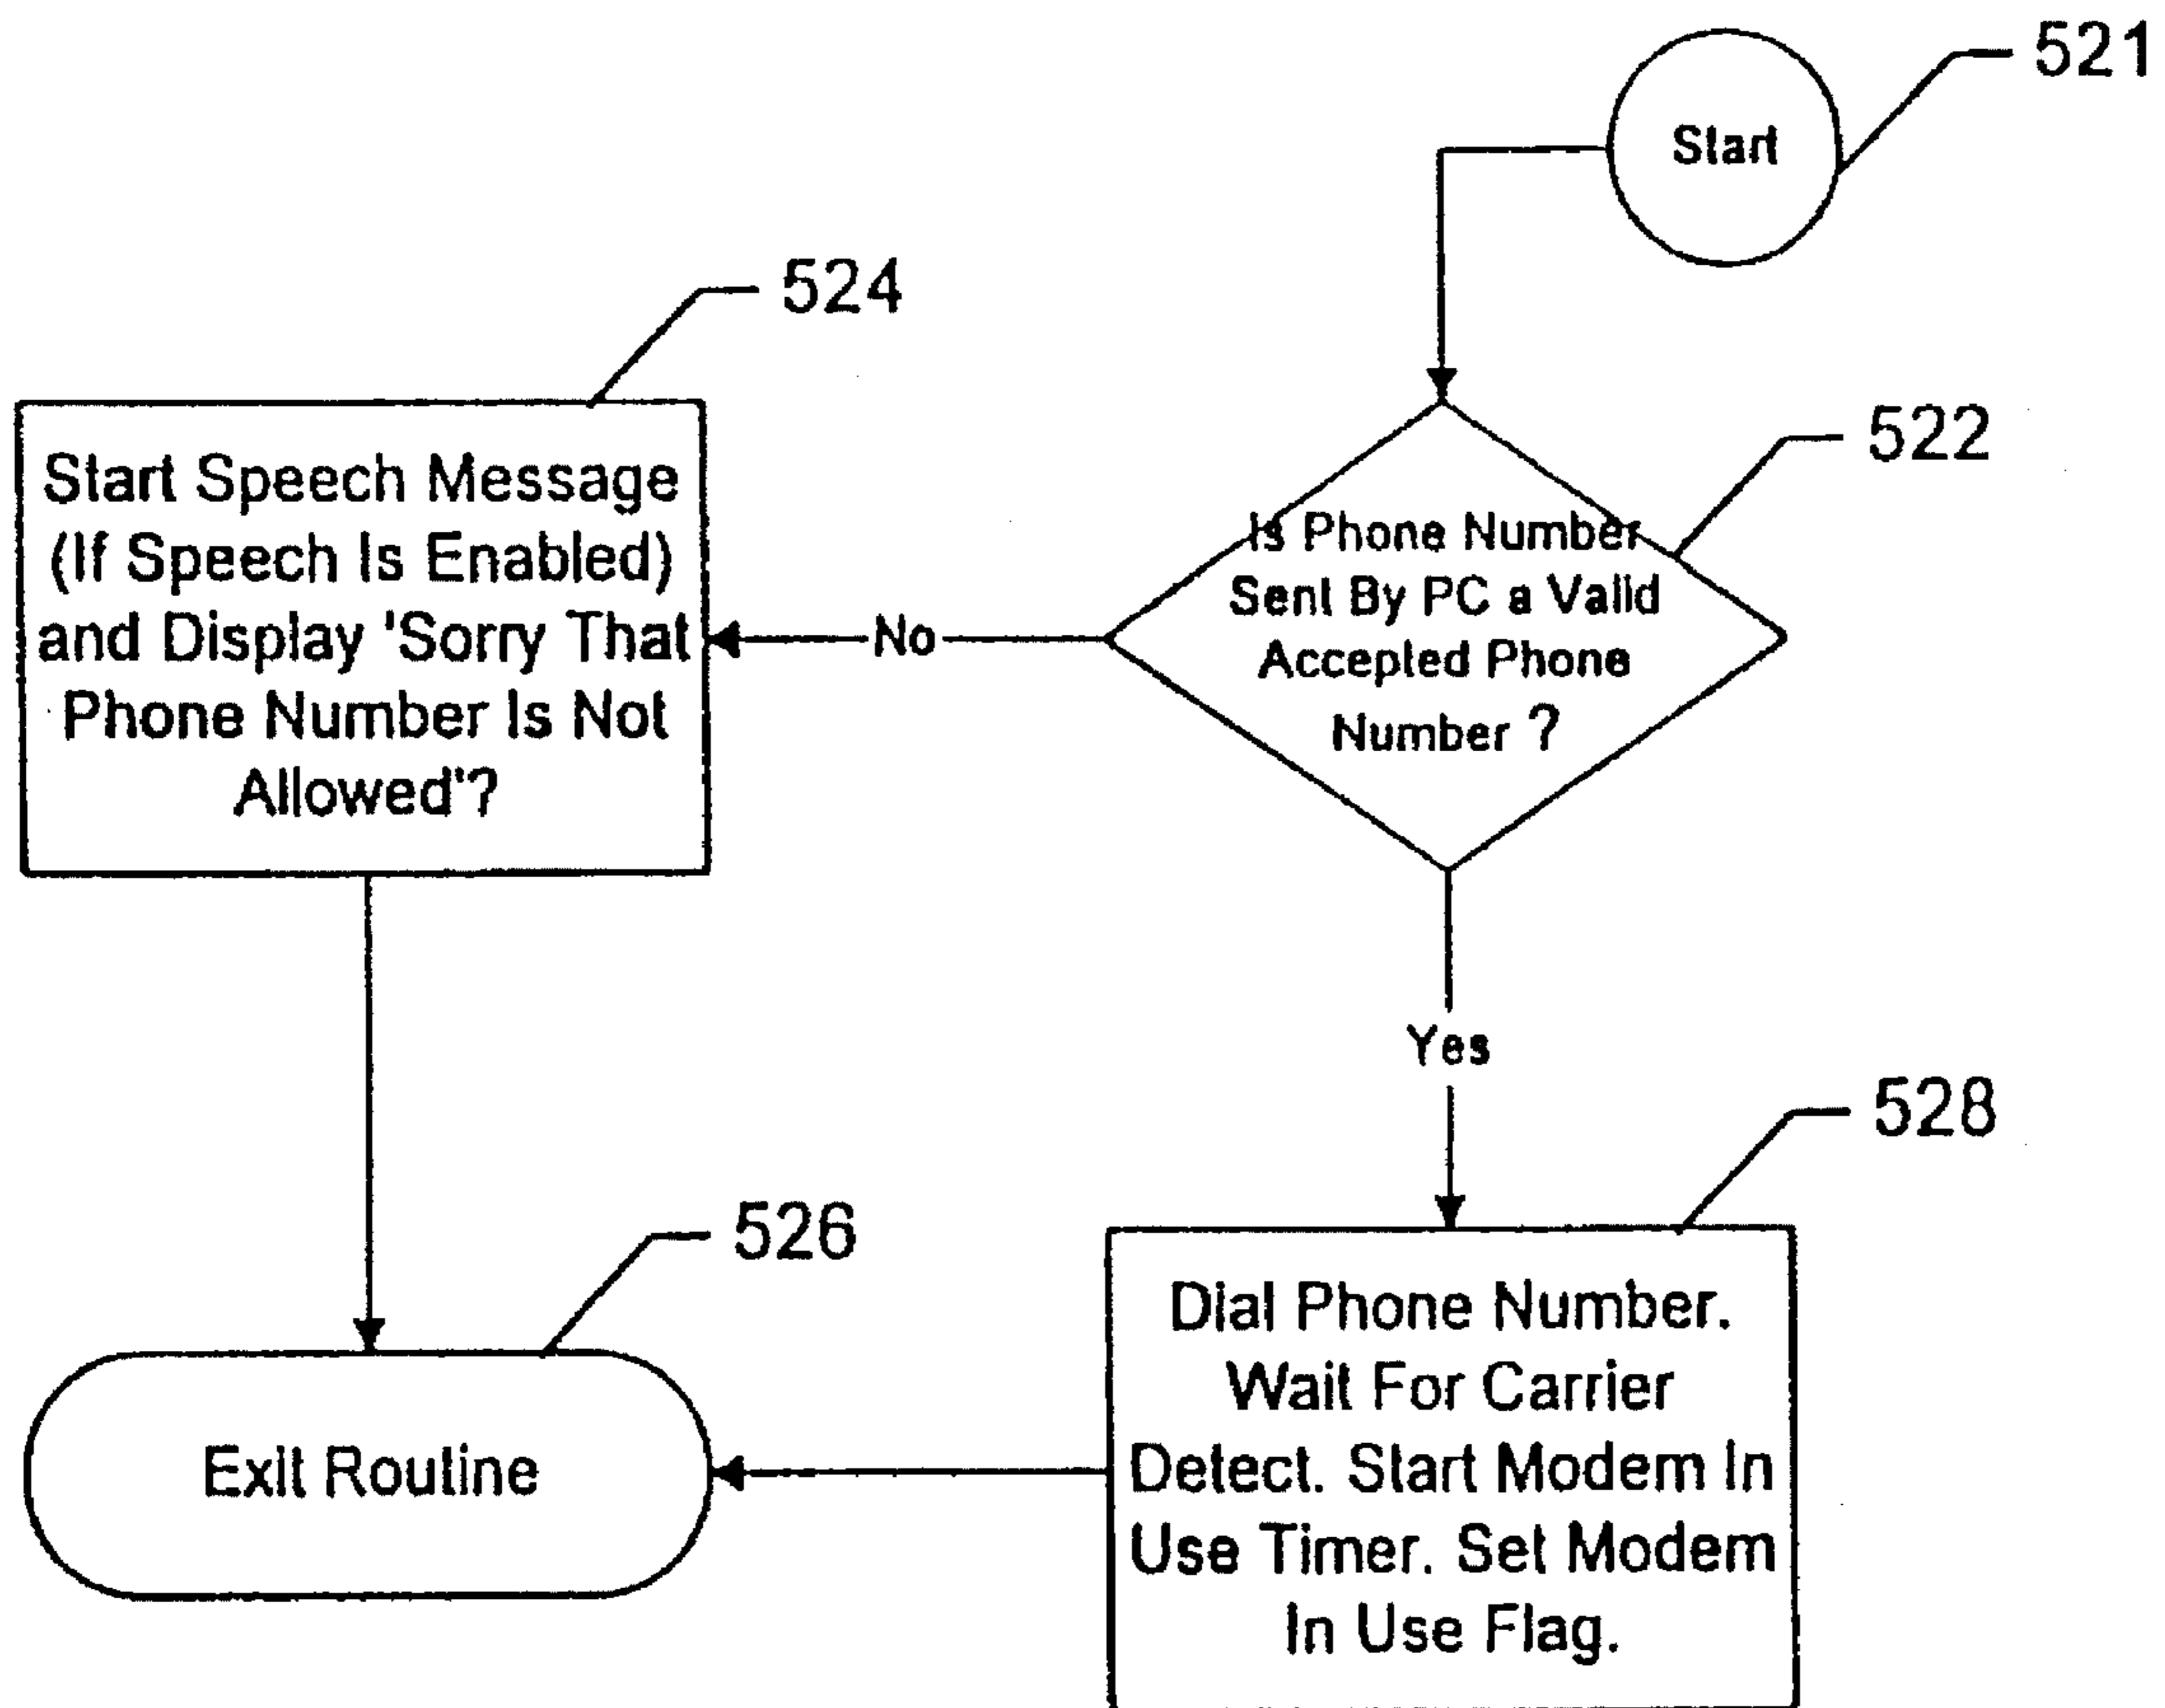 521
Start
524
522
Start Speech Message
(If Speech Is Enabled)
and Display 'Sorry That
Phone Number Is Not
Allowed'?
Is Phone Number
Sent By PC a Valid
Accepted Phone
Number ?
No
Yes
528
526
Dial Phone Number.
Wait For Carrier
Detect. Start Modem In
Use Timer. Set Modem
In Use Flag.
Exit Routine